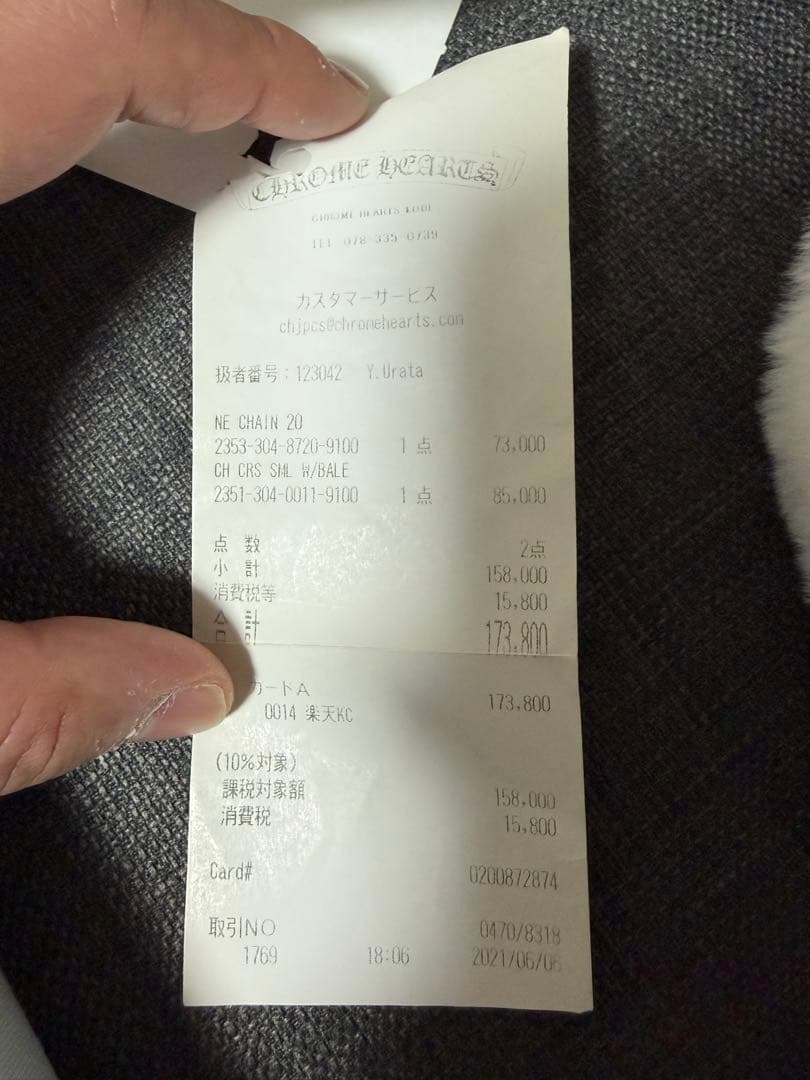 CHROME HEARTS
CHROME HEARTS KOBE
TEL 078-335-0739
カスタマーサービス
chjpcs@chromehearts.com
扱者番号：123042 Y.Urata
NE CHAIN 20
2353-304-8720-9100 1 点 73,000
CH CRS SML W/BALE
2351-304-0011-9100 1 点 85,000
点 数 2点
小 計 158,000
消費税等 15,800
合 計 173,800
カードA 173,800
0014 楽天KC
(10%対象)
課税対象額 158,000
消費税 15,800
Card# 0200872874
取引NO 0470/8318
1769 18:06 2021/06/06